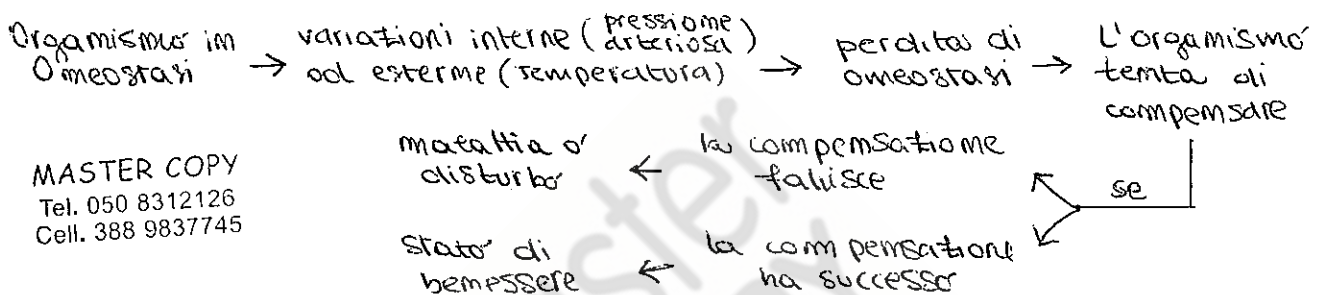 Organismo in
Omeostasi
→ variazioni interne (pressione arteriosa)
od esterne (temperatura)
→ perdita di
omeostasi
→ L'organismo
tenta di
compensare
se
la compensazione
fallisce
← malattia o
disturbo
la compensazione
ha successo
← stato di
benessere
MASTER COPY
Tel. 050 8312126
Cell. 388 9837745